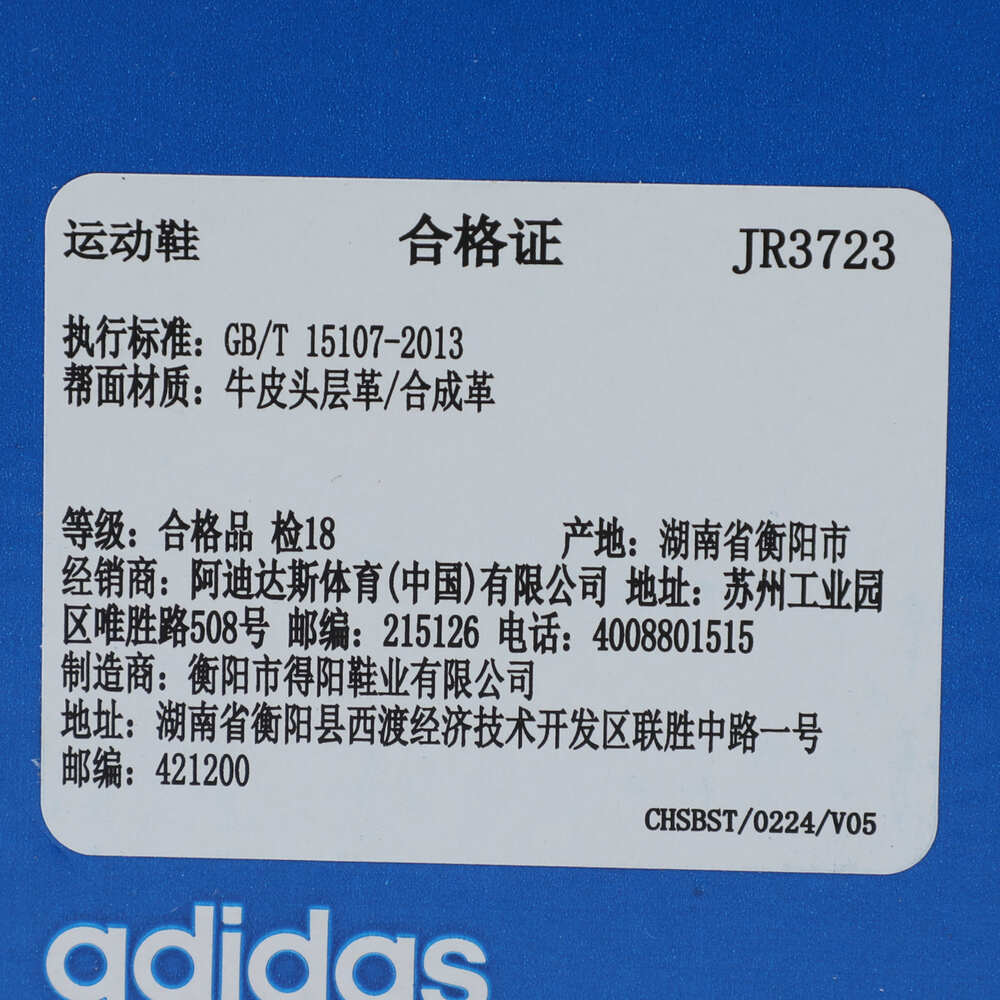 运动鞋 合格证 JR3723
执行标准：GB/T 15107-2013
帮面材质：牛皮头层革/合成革
等级：合格品 检18 产地：湖南省衡阳市
经销商：阿迪达斯体育(中国)有限公司 地址：苏州工业园
区唯胜路508号 邮编：215126 电话：4008801515
制造商：衡阳市得阳鞋业有限公司
地址：湖南省衡阳县西渡经济技术开发区联胜中路一号
邮编：421200
CHSBST/0224/V05
adidas